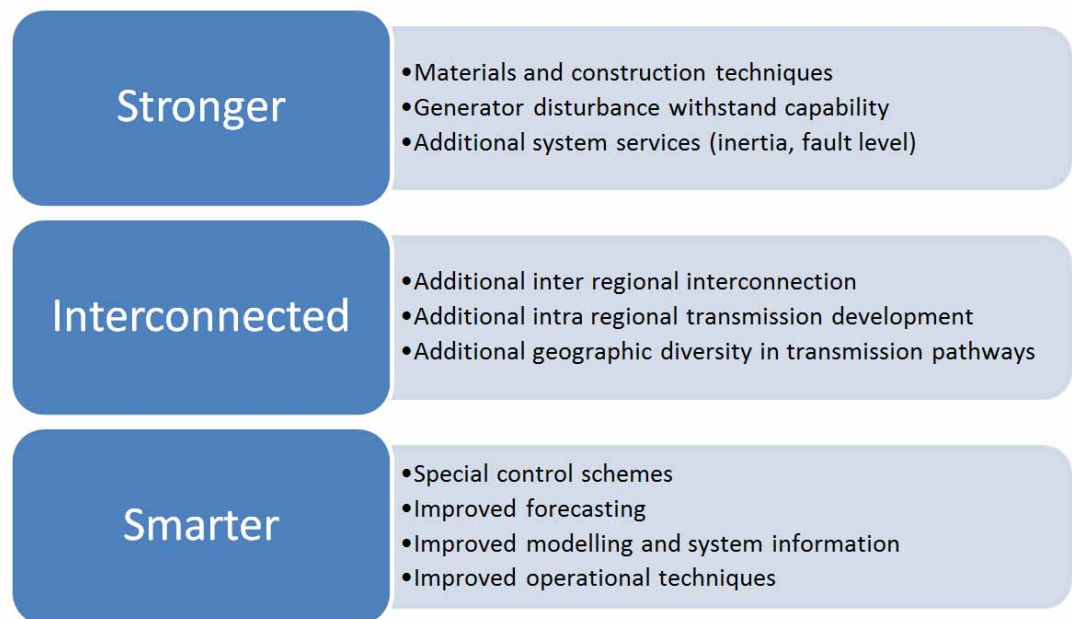 Stronger
•Materials and construction techniques
•Generator disturbance withstand capability
•Additional system services (inertia, fault level)
Interconnected
•Additional inter regional interconnection
•Additional intra regional transmission development
•Additional geographic diversity in transmission pathways
Smarter
•Special control schemes
•Improved forecasting
•Improved modelling and system information
•Improved operational techniques